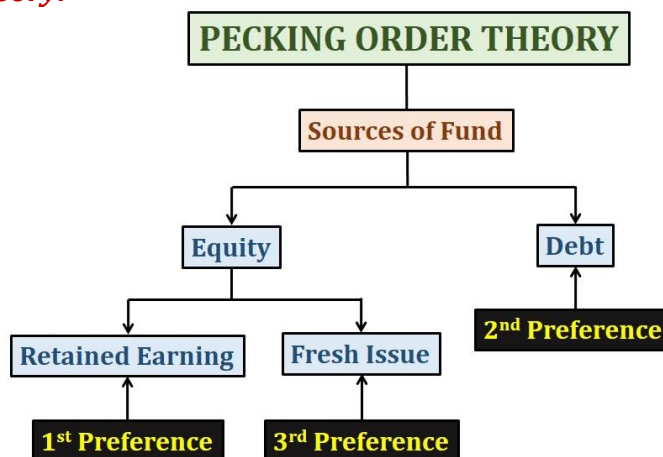 PECKING ORDER THEORY
Sources of Fund
Equity
Debt
Retained Earning
Fresh Issue
2nd Preference
1st Preference
3rd Preference